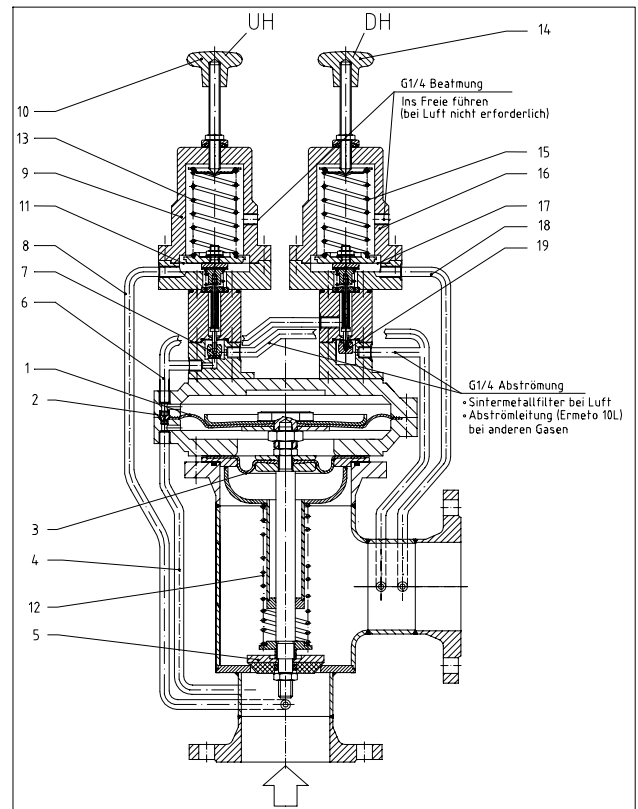 UH
DH
14
10
G1/4 Beatmung
Ins Freie führen
(bei Luft nicht erforderlich)
13
15
9
16
11
17
8
18
7
19
6
G1/4 Abströmung
∘ Sintermetallfilter bei Luft
∘ Abströmleitung (Ermeto 10L)
bei anderen Gasen
1
2
3
4
12
5